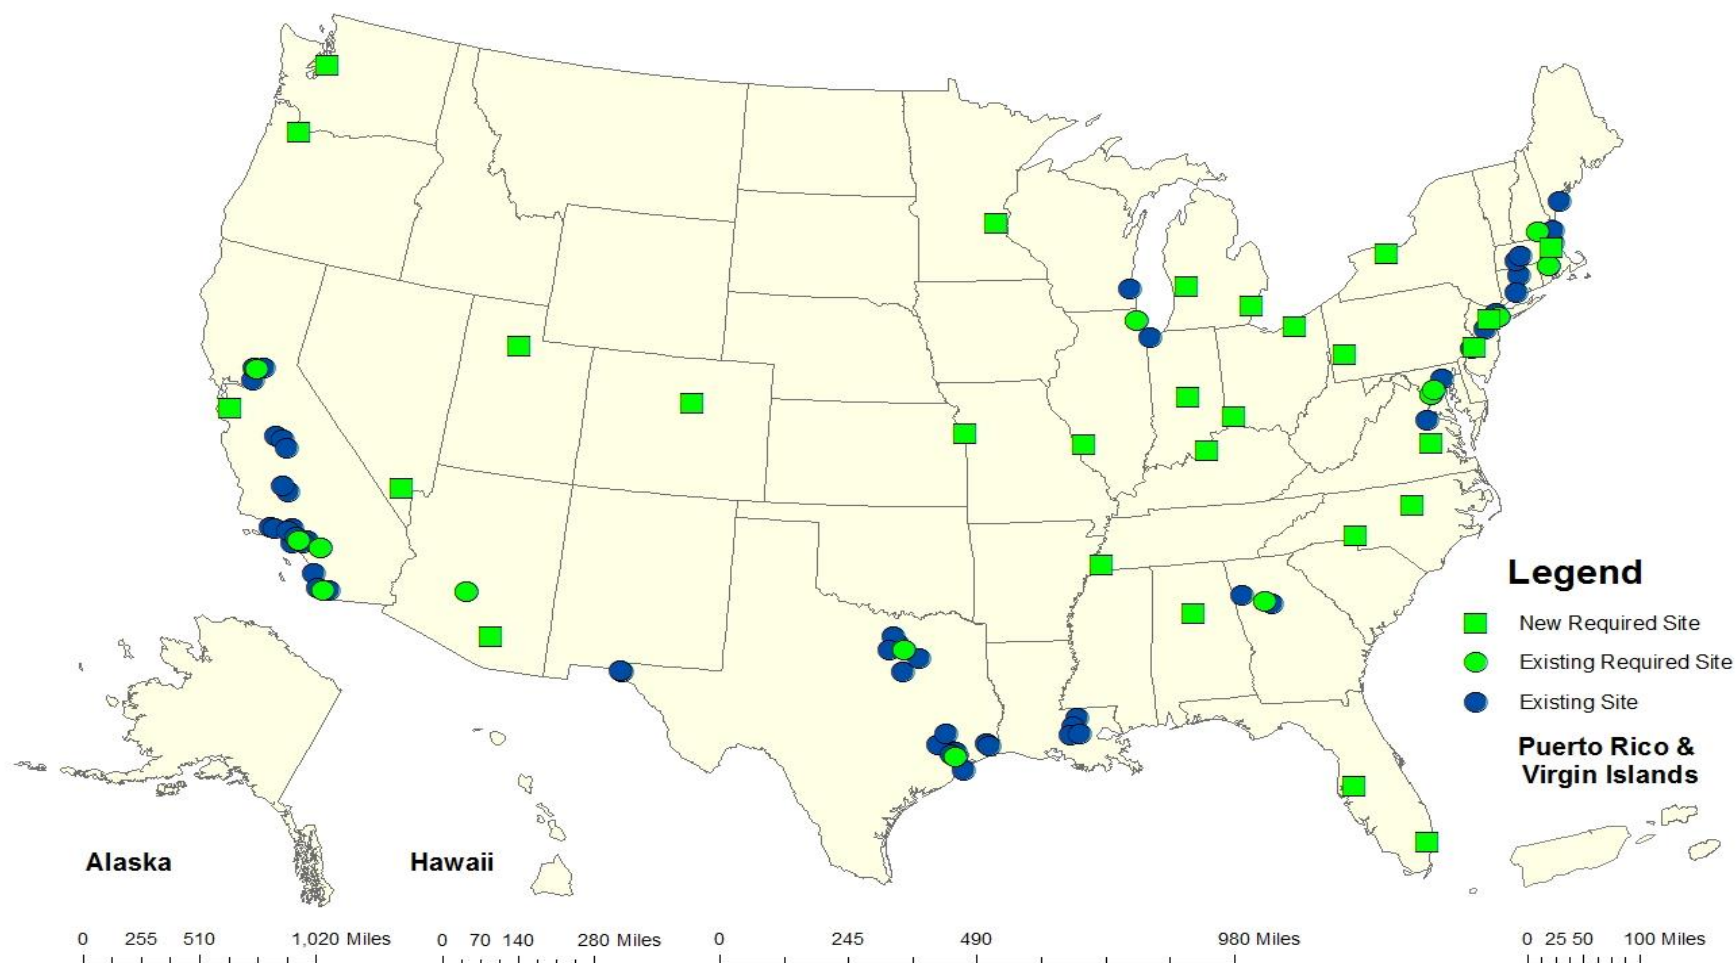 Legend
New Required Site
Existing Required Site
Existing Site
Puerto Rico &
Virgin Islands
Alaska
Hawaii
0 255 510 1,020 Miles
0 70 140 280 Miles
0 245 490 980 Miles
0 25 50 100 Miles